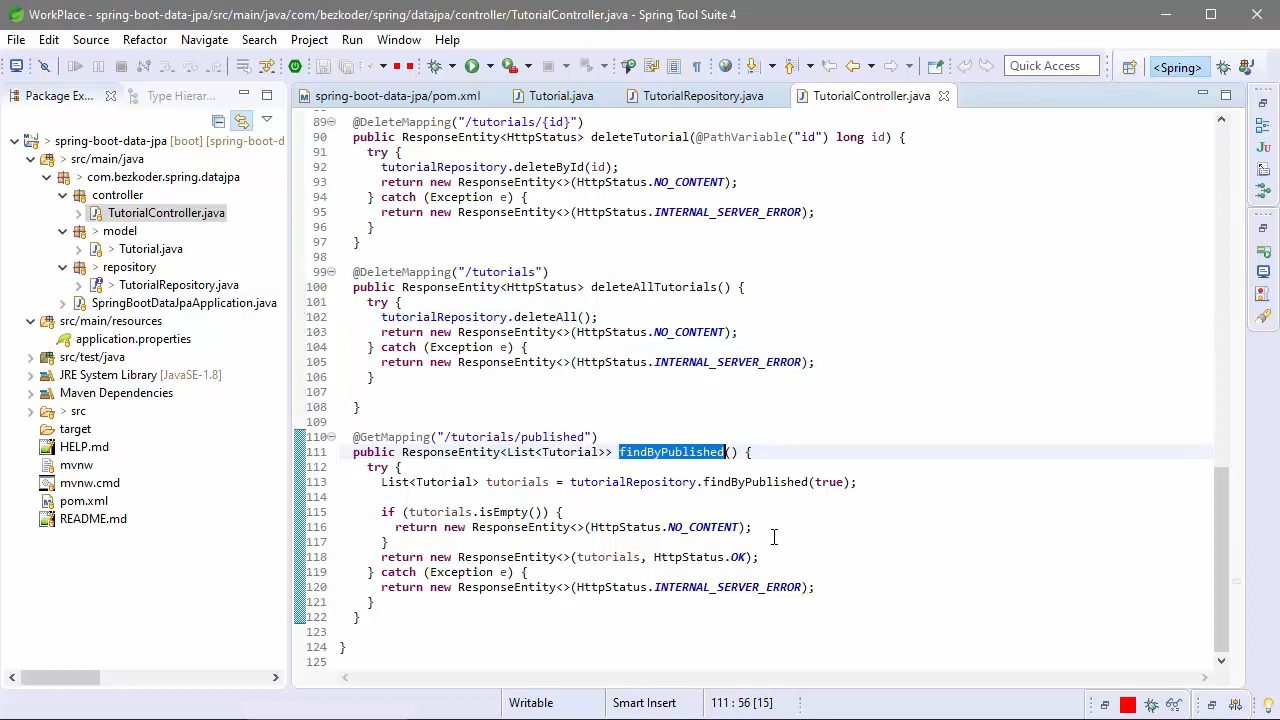 WorkPlace - spring-boot-data-jpa/src/main/java/com/bezkoder/spring/datajpa/controller/TutorialController.java - Spring Tool Suite 4
File Edit Source Refactor Navigate Search Project Run Window Help
Quick Access
<Spring>
Package Ex...
Type Hierar...
spring-boot-data-jpa/pom.xml
Tutorial.java
TutorialRepository.java
TutorialController.java
spring-boot-data-jpa [boot] [spring-boot-d
src/main/java
com.bezkoder.spring.datajpa
controller
TutorialController.java
model
Tutorial.java
repository
TutorialRepository.java
SpringBootDataJpaApplication.java
src/main/resources
application.properties
src/test/java
JRE System Library [JavaSE-1.8]
Maven Dependencies
src
target
HELP.md
mvnw
mvnw.cmd
pom.xml
README.md
89 @DeleteMapping("/tutorials/{id}")
90 public ResponseEntity<HttpStatus> deleteTutorial(@PathVariable("id") long id) {
91 try {
92 tutorialRepository.deleteById(id);
93 return new ResponseEntity<>(HttpStatus.NO_CONTENT);
94 } catch (Exception e) {
95 return new ResponseEntity<>(HttpStatus.INTERNAL_SERVER_ERROR);
96 }
97 }
98
99 @DeleteMapping("/tutorials")
100 public ResponseEntity<HttpStatus> deleteAllTutorials() {
101 try {
102 tutorialRepository.deleteAll();
103 return new ResponseEntity<>(HttpStatus.NO_CONTENT);
104 } catch (Exception e) {
105 return new ResponseEntity<>(HttpStatus.INTERNAL_SERVER_ERROR);
106 }
107
108 }
109
110 @GetMapping("/tutorials/published")
111 public ResponseEntity<List<Tutorial>> findByPublished() {
112 try {
113 List<Tutorial> tutorials = tutorialRepository.findByPublished(true);
114
115 if (tutorials.isEmpty()) {
116 return new ResponseEntity<>(HttpStatus.NO_CONTENT);
117 }
118 return new ResponseEntity<>(tutorials, HttpStatus.OK);
119 } catch (Exception e) {
120 return new ResponseEntity<>(HttpStatus.INTERNAL_SERVER_ERROR);
121 }
122 }
123
124 }
125
Writable
Smart Insert
111 : 56 [15]